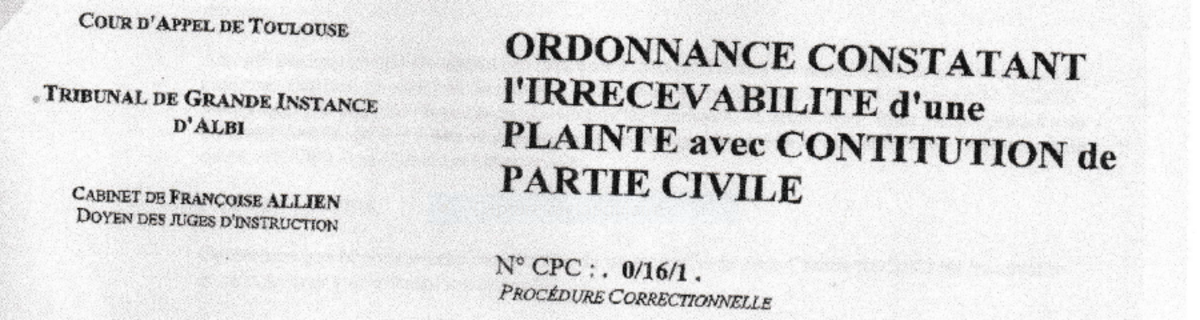 COUR D'APPEL DE TOULOUSE
TRIBUNAL DE GRANDE INSTANCE
D'ALBI
CABINET DE FRANÇOISE ALLIEN
DOYEN DES JUGES D'INSTRUCTION
ORDONNANCE CONSTATANT
l'IRRECEVABILITE d'une
PLAINTE avec CONTITUTION de
PARTIE CIVILE
N° CPC : . 0/16/1 .
PROCÉDURE CORRECTIONNELLE